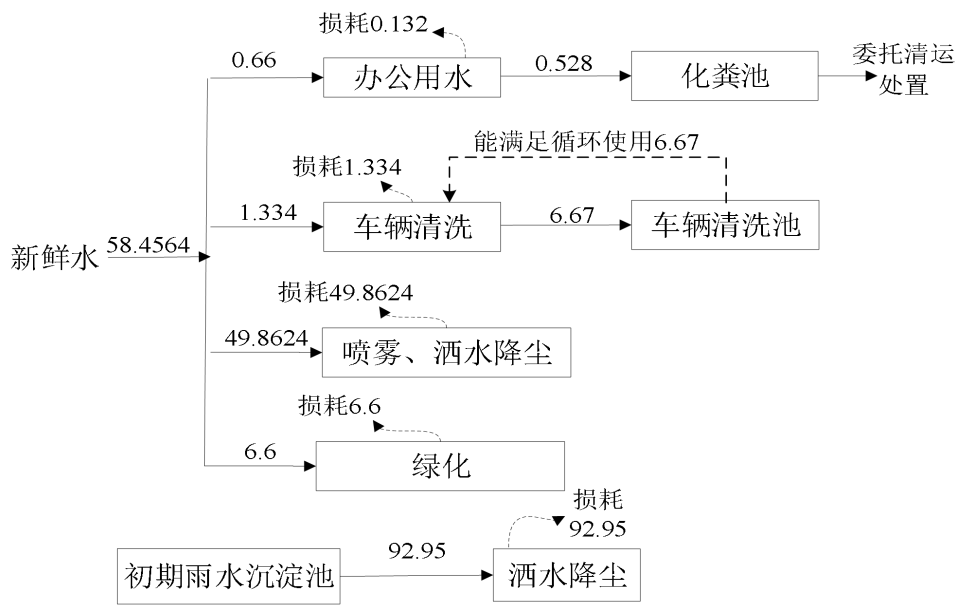 损耗0.132
0.66
办公用水
0.528
化粪池
委托清运
处置
能满足循环使用6.67
损耗1.334
1.334
车辆清洗
6.67
车辆清洗池
新鲜水
58.4564
损耗49.8624
49.8624
喷雾、洒水降尘
损耗6.6
6.6
绿化
损耗
92.95
初期雨水沉淀池
92.95
洒水降尘